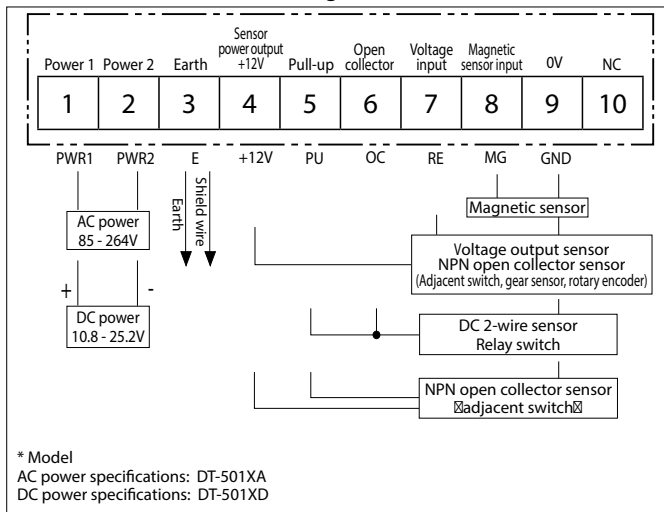 Power 1 Power 2 Earth Sensor power output +12V Pull-up Open collector Voltage input Magnetic sensor input 0V NC
1 2 3 4 5 6 7 8 9 10
PWR1 PWR2 E +12V PU OC RE MG GND
Earth
Shield wire
AC power
85 - 264V
+ -
DC power
10.8 - 25.2V
Magnetic sensor
Voltage output sensor
NPN open collector sensor
(Adjacent switch, gear sensor, rotary encoder)
DC 2-wire sensor
Relay switch
NPN open collector sensor
adjacent switch
* Model
AC power specifications: DT-501XA
DC power specifications: DT-501XD